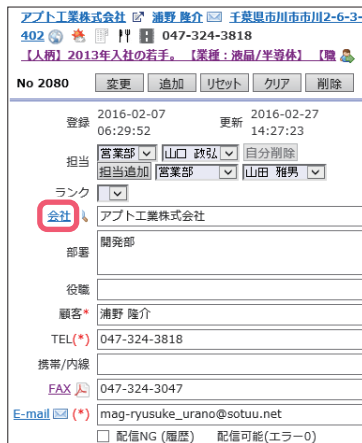 アプト工業株式会社 浦野 隆介 千葉県市川市市川2-6-3-
402 047-324-3818
【人柄】2013年入社の若手。 【業種：液晶/半導体】 【職
No 2080 変更 追加 リセット クリア 削除
登録 2016-02-07 06:29:52 更新 2016-02-27 14:27:23
担当 営業部 山口 政弘 自分削除
担当追加 営業部 山田 雅男
ランク
会社 アプト工業株式会社
部署 開発部
役職
顧客* 浦野 隆介
TEL(*) 047-324-3818
携帯/内線
FAX 047-324-3047
E-mail (*) mag-ryusuke_urano@sotuu.net
配信NG (履歴) 配信可能(エラー0)